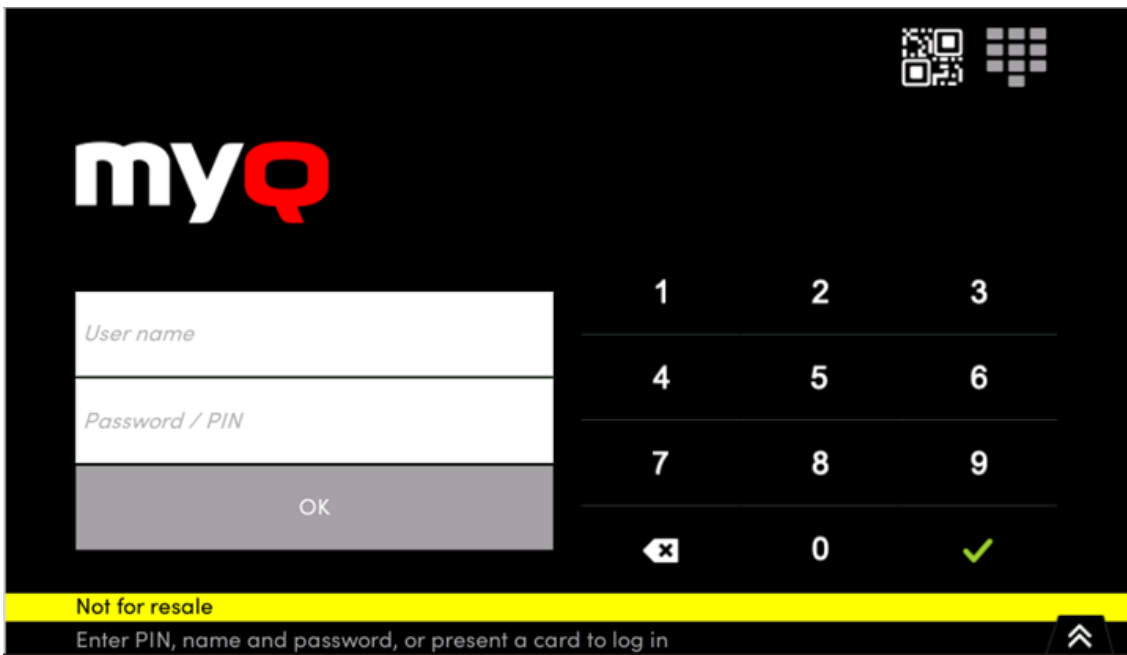 myQ
User name
Password / PIN
OK
1 2 3
4 5 6
7 8 9
0
Not for resale
Enter PIN, name and password, or present a card to log in